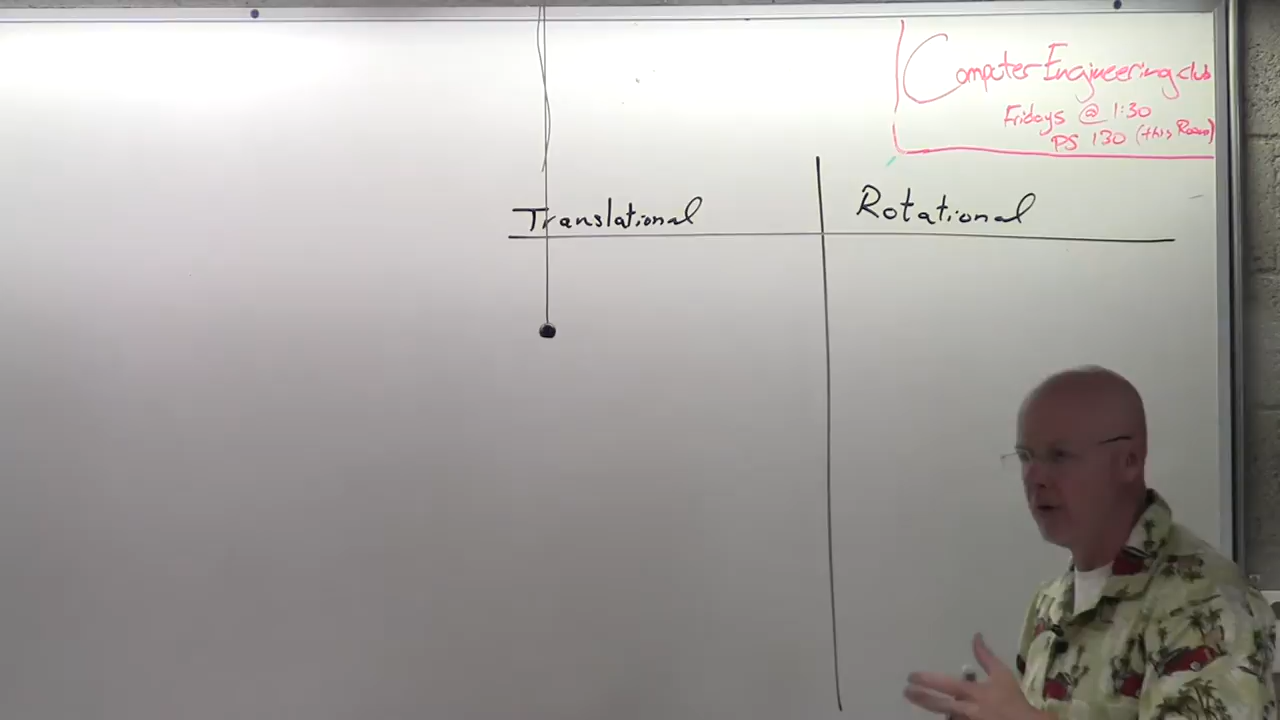 Computer Engineering club
Fridays @ 1:30
PS 130 (this Room)
Translational
Rotational